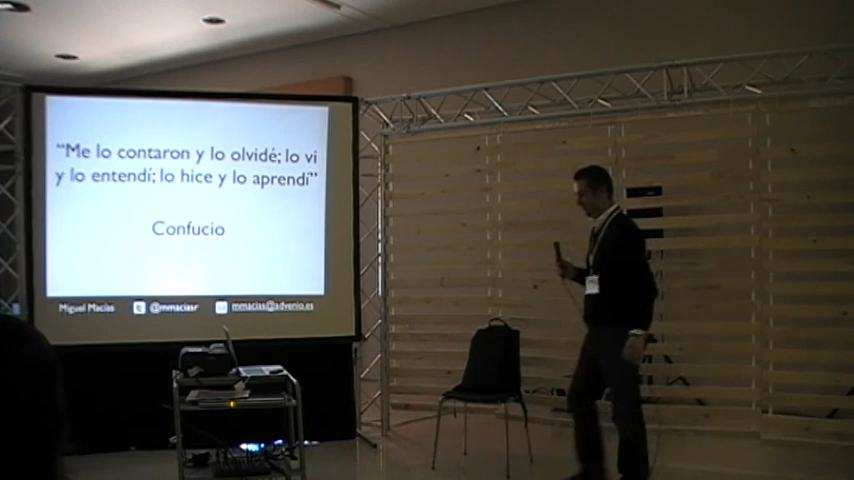 “Me lo contaron y lo olvidé; lo vi
y lo entendí; lo hice y lo aprendí”
Confucio
Miguel Macías @mmaciasr mmacias@advenio.es